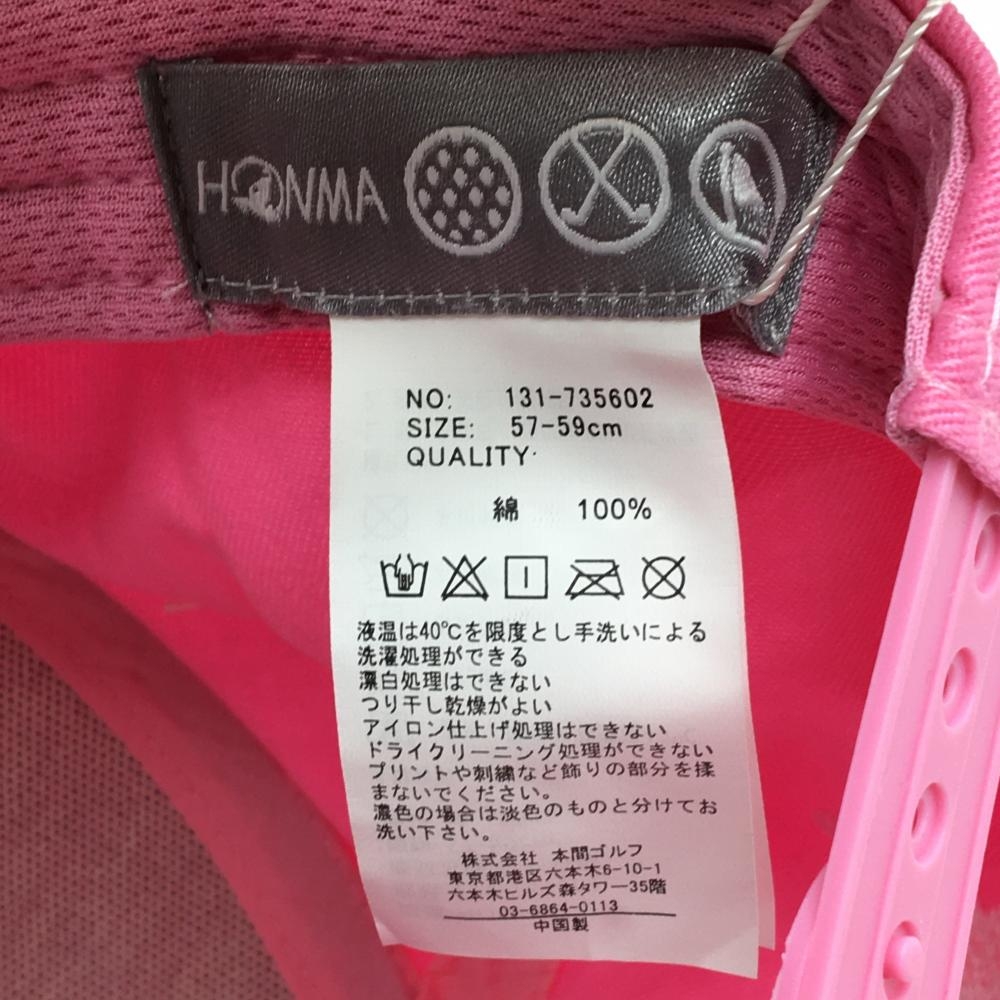 HONMA
NO: 131-735602
SIZE: 57-59cm
QUALITY:
綿 100%
液温は40℃を限度とし手洗いによる
洗濯処理ができる
漂白処理はできない
つり干し乾燥がよい
アイロン仕上げ処理はできない
ドライクリーニング処理ができない
プリントや刺繍など飾りの部分を揉
まないでください。
濃色の場合は淡色のものと分けてお
洗い下さい。
株式会社 本間ゴルフ
東京都港区六本木6-10-1
六本木ヒルズ森タワー35階
03-6864-0113
中国製